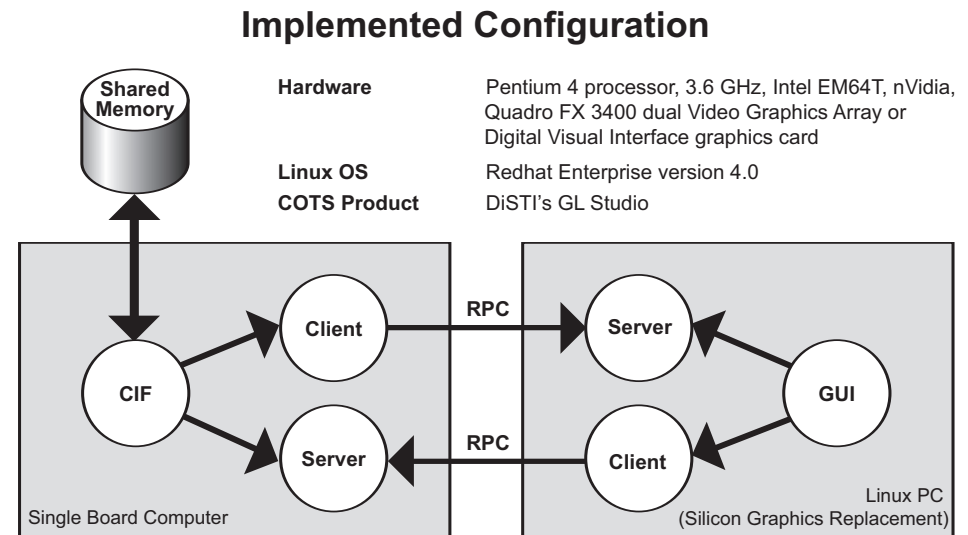 Implemented Configuration
Shared
Memory
Hardware
Pentium 4 processor, 3.6 GHz, Intel EM64T, nVidia,
Quadro FX 3400 dual Video Graphics Array or
Digital Visual Interface graphics card
Linux OS
Redhat Enterprise version 4.0
COTS Product
DiSTI's GL Studio
Client
RPC
Server
CIF
GUI
Server
RPC
Client
Single Board Computer
Linux PC
(Silicon Graphics Replacement)